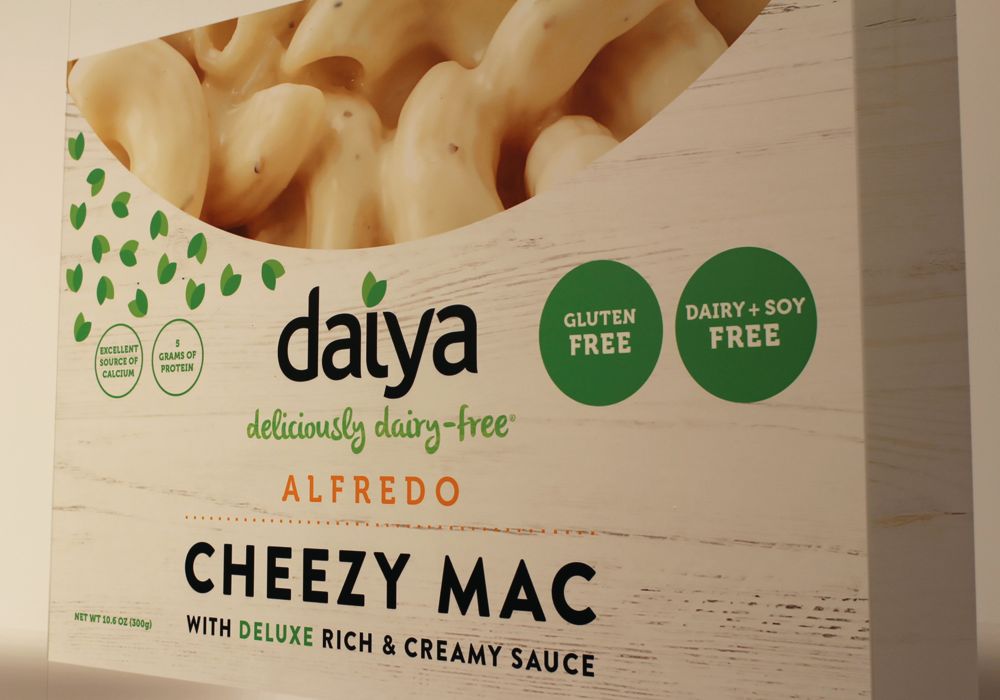 EXCELLENT
SOURCE OF
CALCIUM
5
GRAMS OF
PROTEIN
daiya
deliciously dairy-free®
GLUTEN
FREE
DAIRY + SOY
FREE
ALFREDO
CHEEZY MAC
WITH DELUXE RICH & CREAMY SAUCE
NET WT 10.6 OZ (300g)